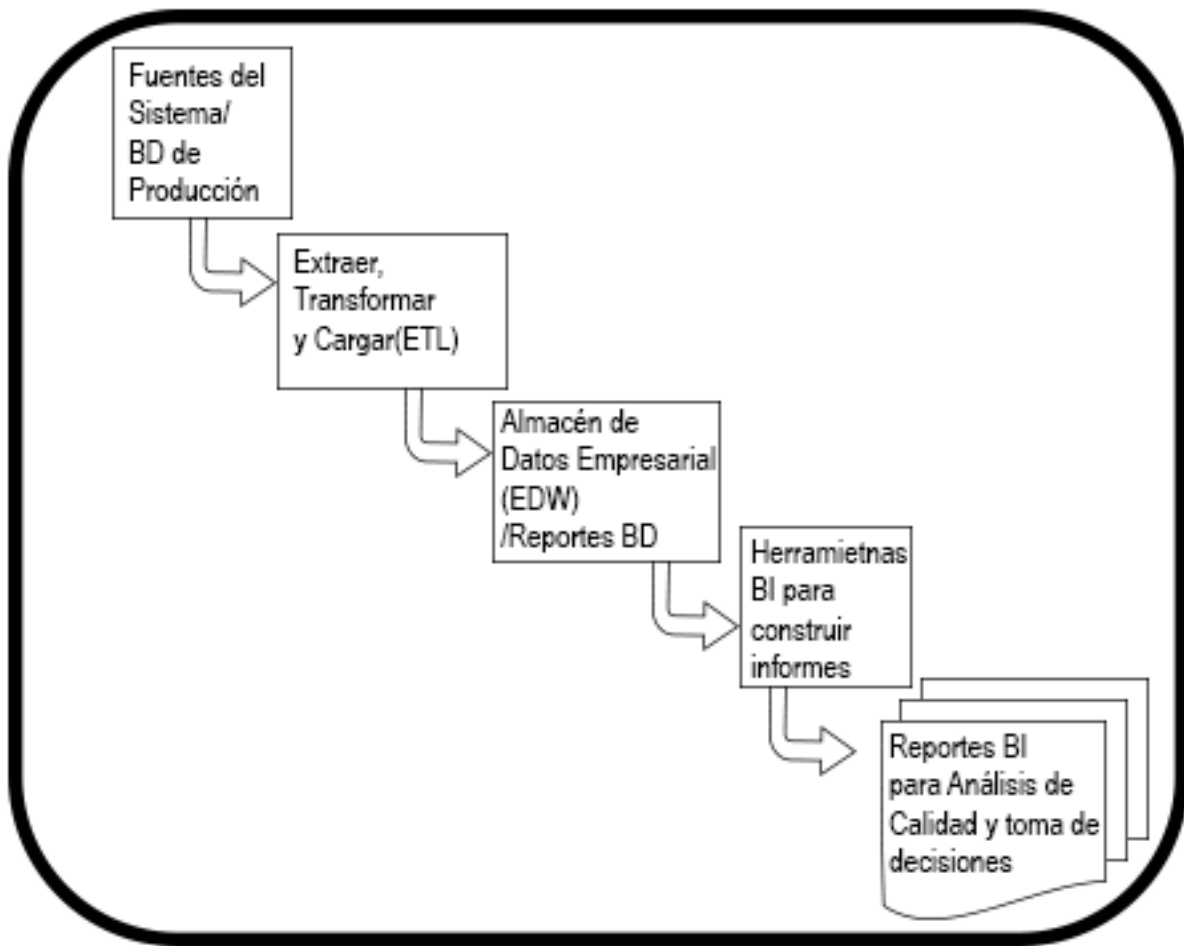 Fuentes del
Sistema/
BD de
Producción
Extraer,
Transformar
y Cargar(ETL)
Almacén de
Datos Empresarial
(EDW)
/Reportes BD
Herramietnas
BI para
construir
informes
Reportes BI
para Análisis de
Calidad y toma de
decisiones